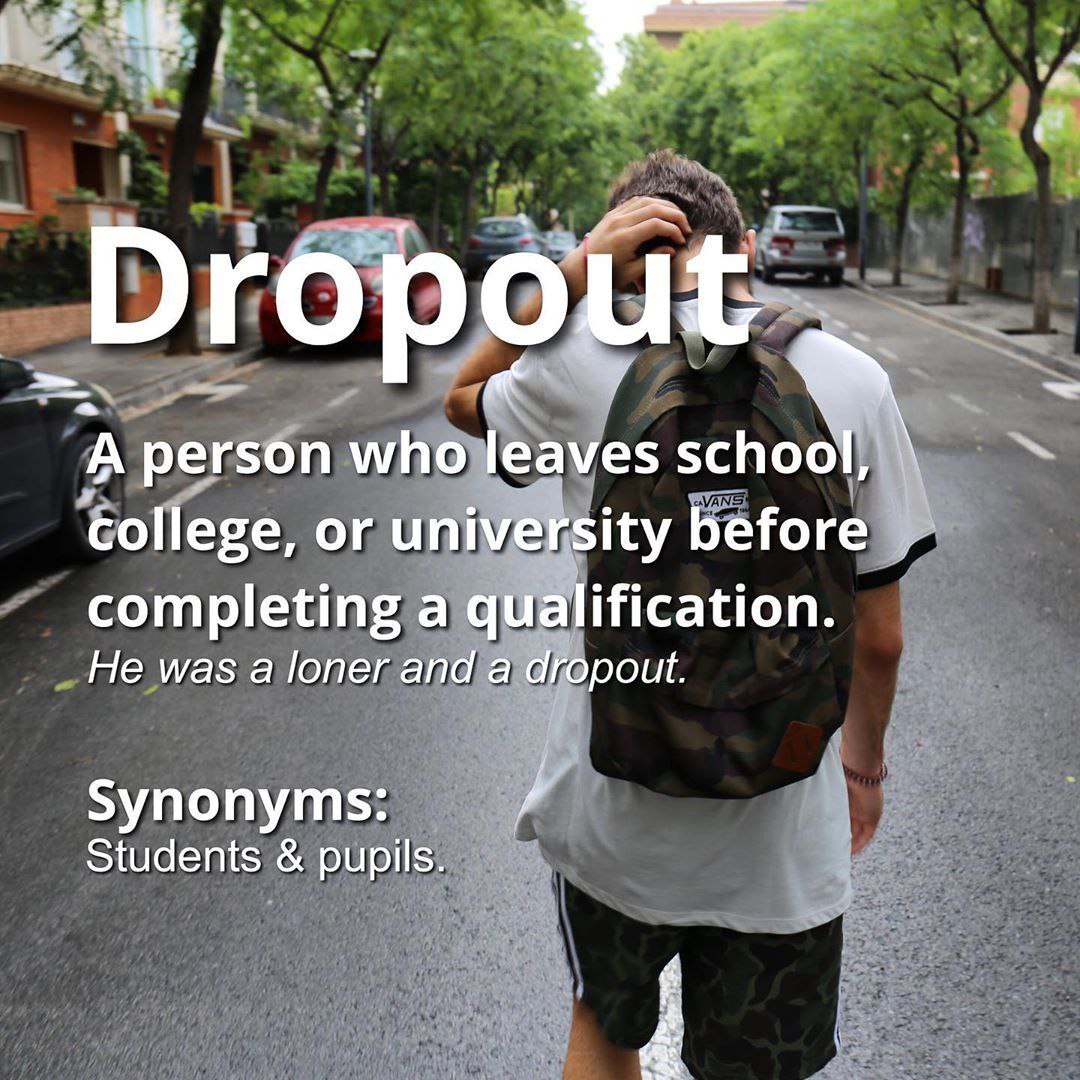 Dropout
A person who leaves school,
college, or university before
completing a qualification.
He was a loner and a dropout.
Synonyms:
Students & pupils.
VANS